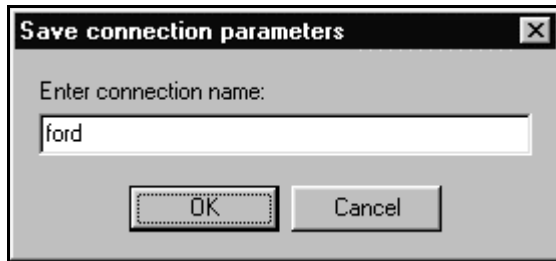 Save connection parameters
Enter connection name:
ford
OK
Cancel